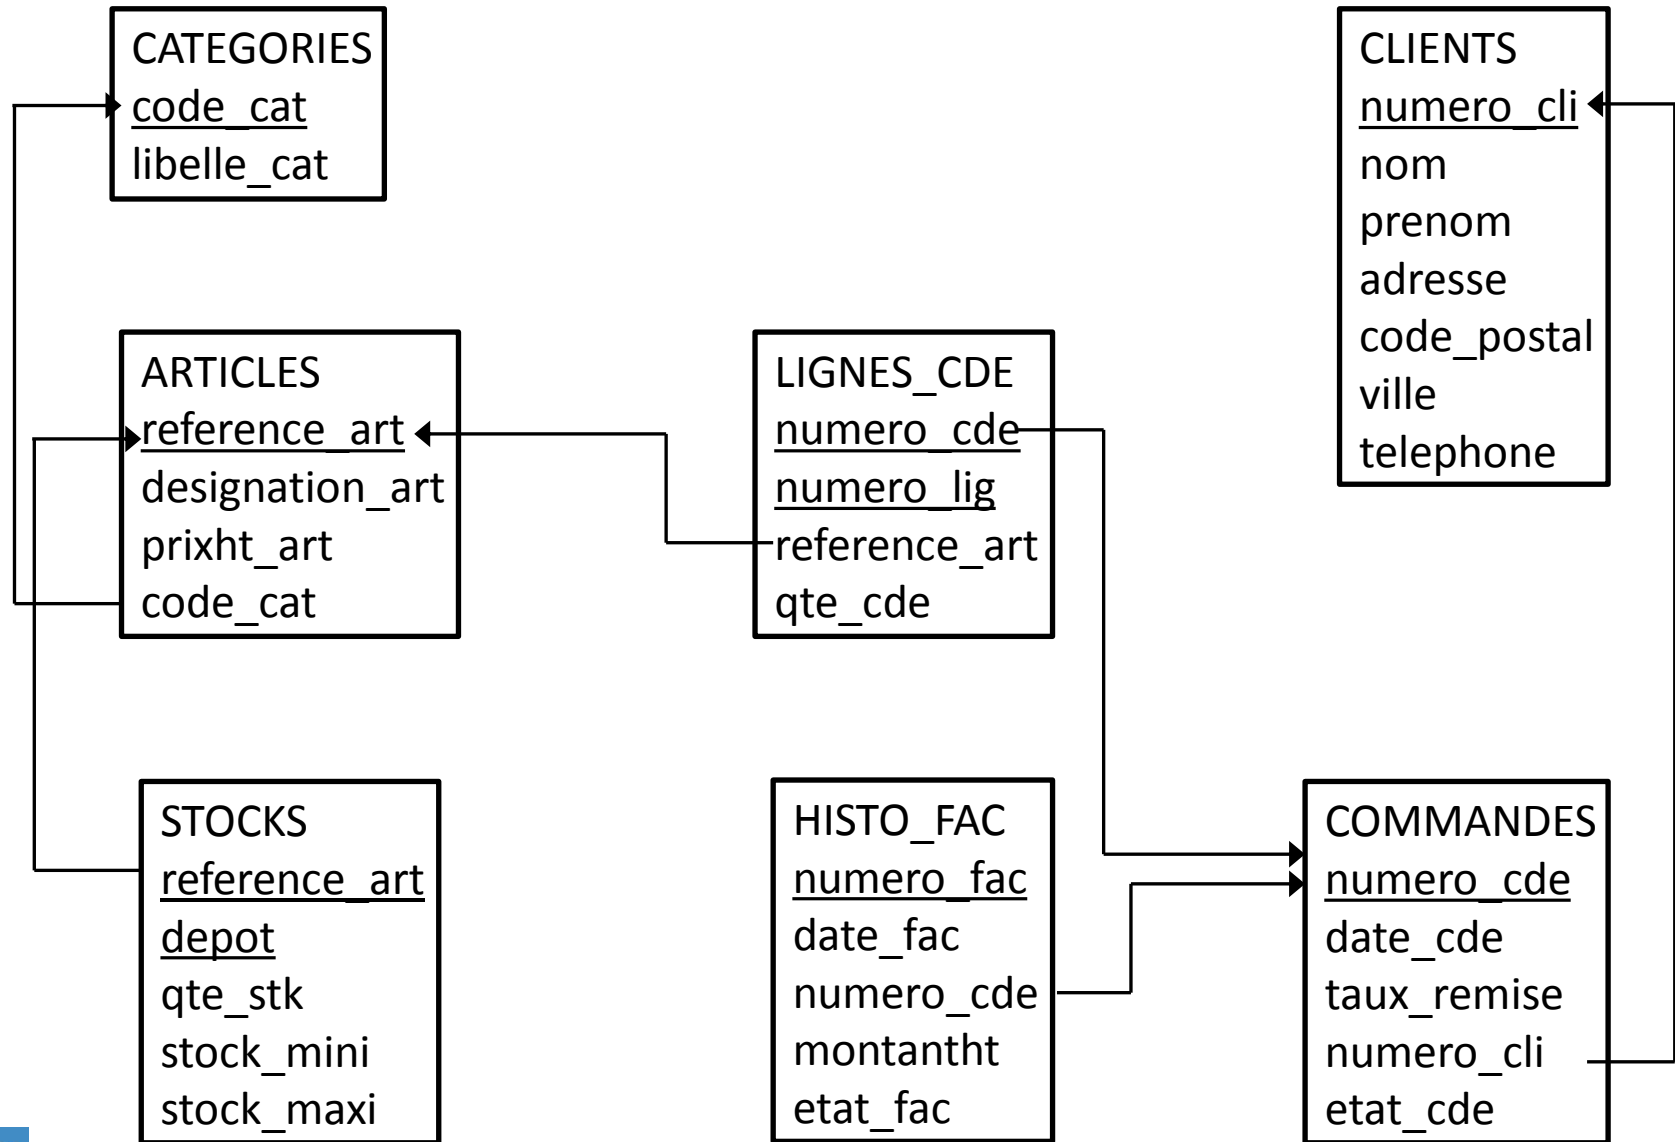 CATEGORIES
code_cat
libelle_cat
CLIENTS
numero_cli
nom
prenom
adresse
code_postal
ville
telephone
ARTICLES
reference_art
designation_art
prixht_art
code_cat
LIGNES_CDE
numero_cde
numero_lig
reference_art
qte_cde
STOCKS
reference_art
depot
qte_stk
stock_mini
stock_maxi
HISTO_FAC
numero_fac
date_fac
numero_cde
montantht
etat_fac
COMMANDES
numero_cde
date_cde
taux_remise
numero_cli
etat_cde